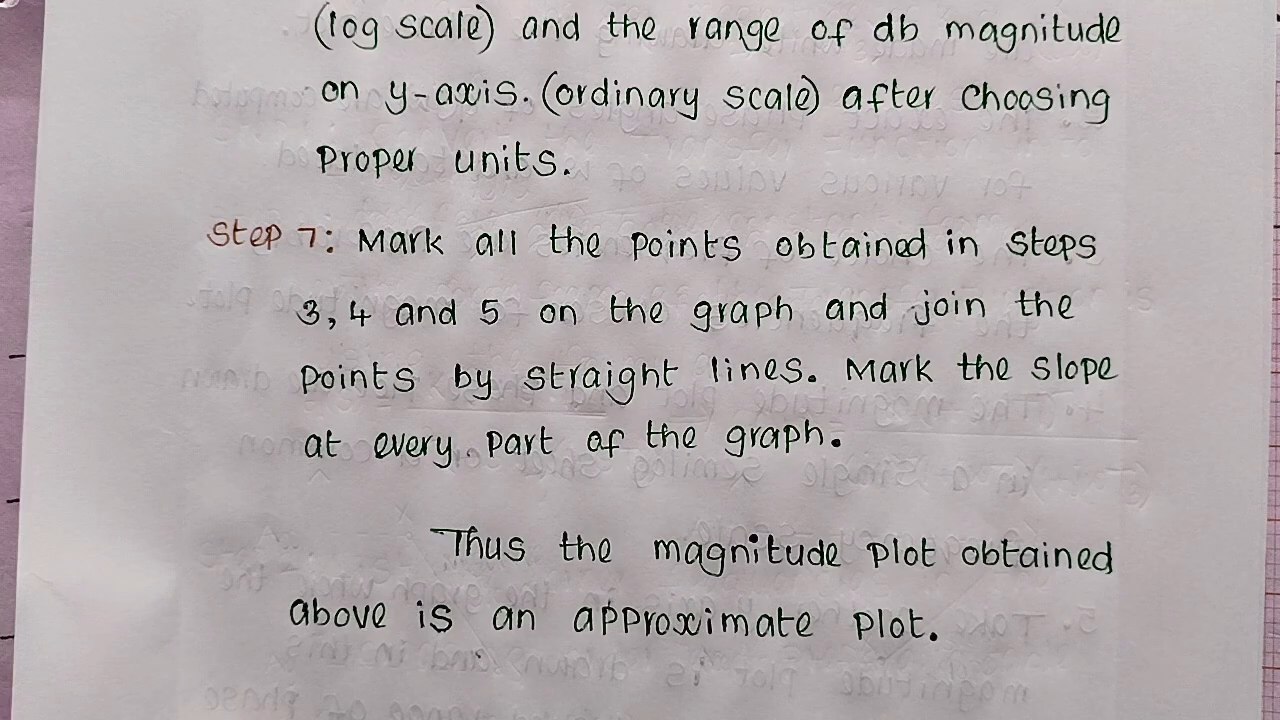 (log scale) and the range of db magnitude
on y-axis. (ordinary scale) after choosing
proper units.
Step 7: Mark all the points obtained in steps
3, 4 and 5 on the graph and join the
points by straight lines. Mark the slope
at every part of the graph.
Thus the magnitude plot obtained
above is an approximate plot.